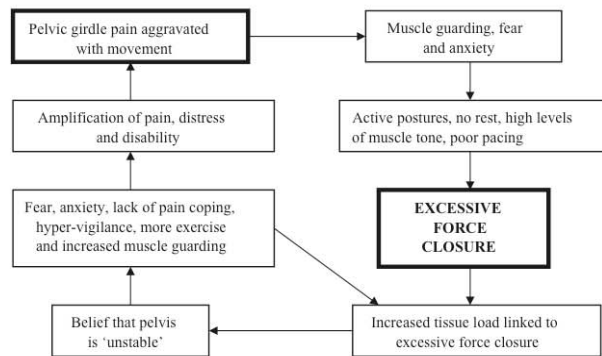 Pelvic girdle pain aggravated
with movement
Muscle guarding, fear
and anxiety
Amplification of pain, distress
and disability
Active postures, no rest, high levels
of muscle tone, poor pacing
Fear, anxiety, lack of pain coping,
hyper-vigilance, more exercise
and increased muscle guarding
EXCESSIVE
FORCE
CLOSURE
Belief that pelvis
is ‘unstable’
Increased tissue load linked to
excessive force closure